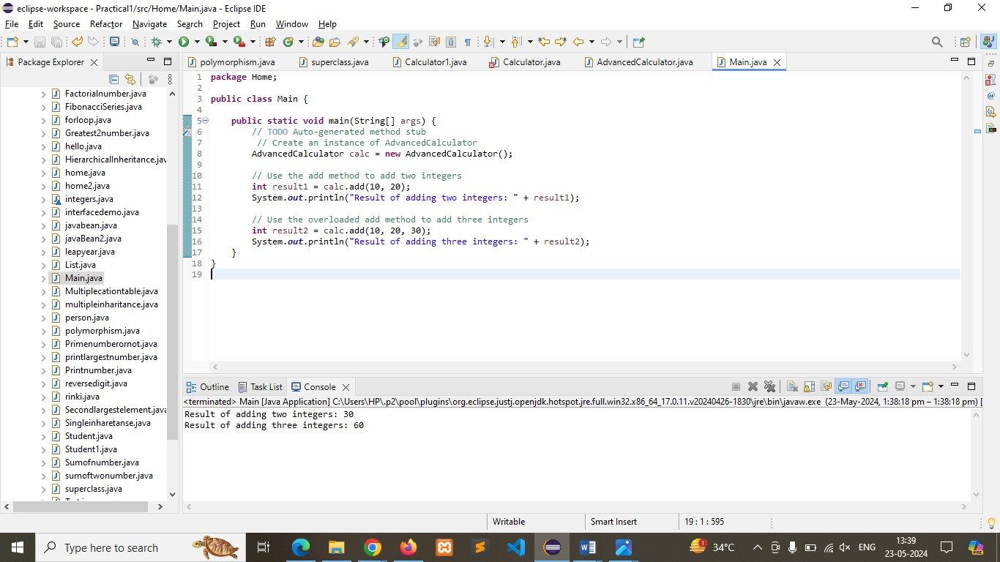 eclipse-workspace - Practical1/src/Home/Main.java - Eclipse IDE
File Edit Source Refactor Navigate Search Project Run Window Help
Package Explorer
polymorphism.java superclass.java Calculator1.java Calculator.java AdvancedCalculator.java Main.java
Factorialnumber.java
FibonacciSeries.java
forloop.java
Greatest2number.java
hello.java
HierarchicalInheritance.jav
home.java
home2.java
integers.java
interfacedemo.java
javabean.java
javaBean2.java
leapyear.java
List.java
Main.java
Multiplecationtable.java
multipleinharitance.java
person.java
polymorphism.java
Primenumberornot.java
printlargestnumber.java
Printnumber.java
reversedigit.java
rinki.java
Secondlargestelement.java
Singleinharetanse.java
Student.java
Student1.java
Sumofnumber.java
sumoftwonumber.java
superclass.java
1 package Home;
2
3 public class Main {
4
5 public static void main(String[] args) {
6 // TODO Auto-generated method stub
7 // Create an instance of AdvancedCalculator
8 AdvancedCalculator calc = new AdvancedCalculator();
9
10 // Use the add method to add two integers
11 int result1 = calc.add(10, 20);
12 System.out.println("Result of adding two integers: " + result1);
13
14 // Use the overloaded add method to add three integers
15 int result2 = calc.add(10, 20, 30);
16 System.out.println("Result of adding three integers: " + result2);
17 }
18 }
19
Outline Task List Console
<terminated> Main [Java Application] C:\Users\HP\.p2\pool\plugins\org.eclipse.justj.openjdk.hotspot.jre.full.win32.x86_64_17.0.11.v20240426-1830\jre\bin\javaw.exe (23-May-2024, 1:38:18 pm – 1:38:18 pm) [
Result of adding two integers: 30
Result of adding three integers: 60
Writable Smart Insert 19 : 1 : 595
Type here to search
1 34°C ENG 13:39
23-05-2024
PRE